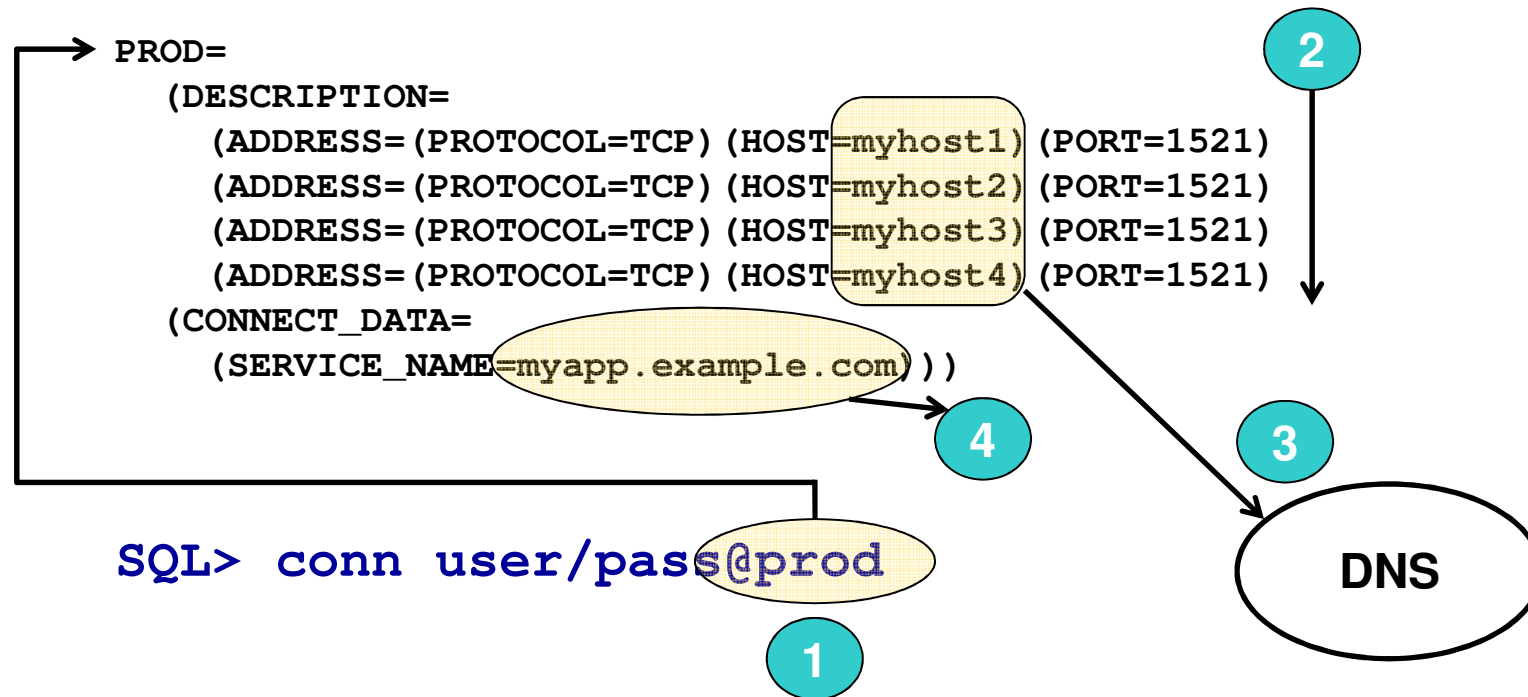 PROD=
(DESCRIPTION=
(ADDRESS=(PROTOCOL=TCP)(HOST=myhost1)(PORT=1521)
(ADDRESS=(PROTOCOL=TCP)(HOST=myhost2)(PORT=1521)
(ADDRESS=(PROTOCOL=TCP)(HOST=myhost3)(PORT=1521)
(ADDRESS=(PROTOCOL=TCP)(HOST=myhost4)(PORT=1521)
(CONNECT_DATA=
(SERVICE_NAME=myapp.example.com)))
2
4
3
SQL> conn user/pass@prod
DNS
1